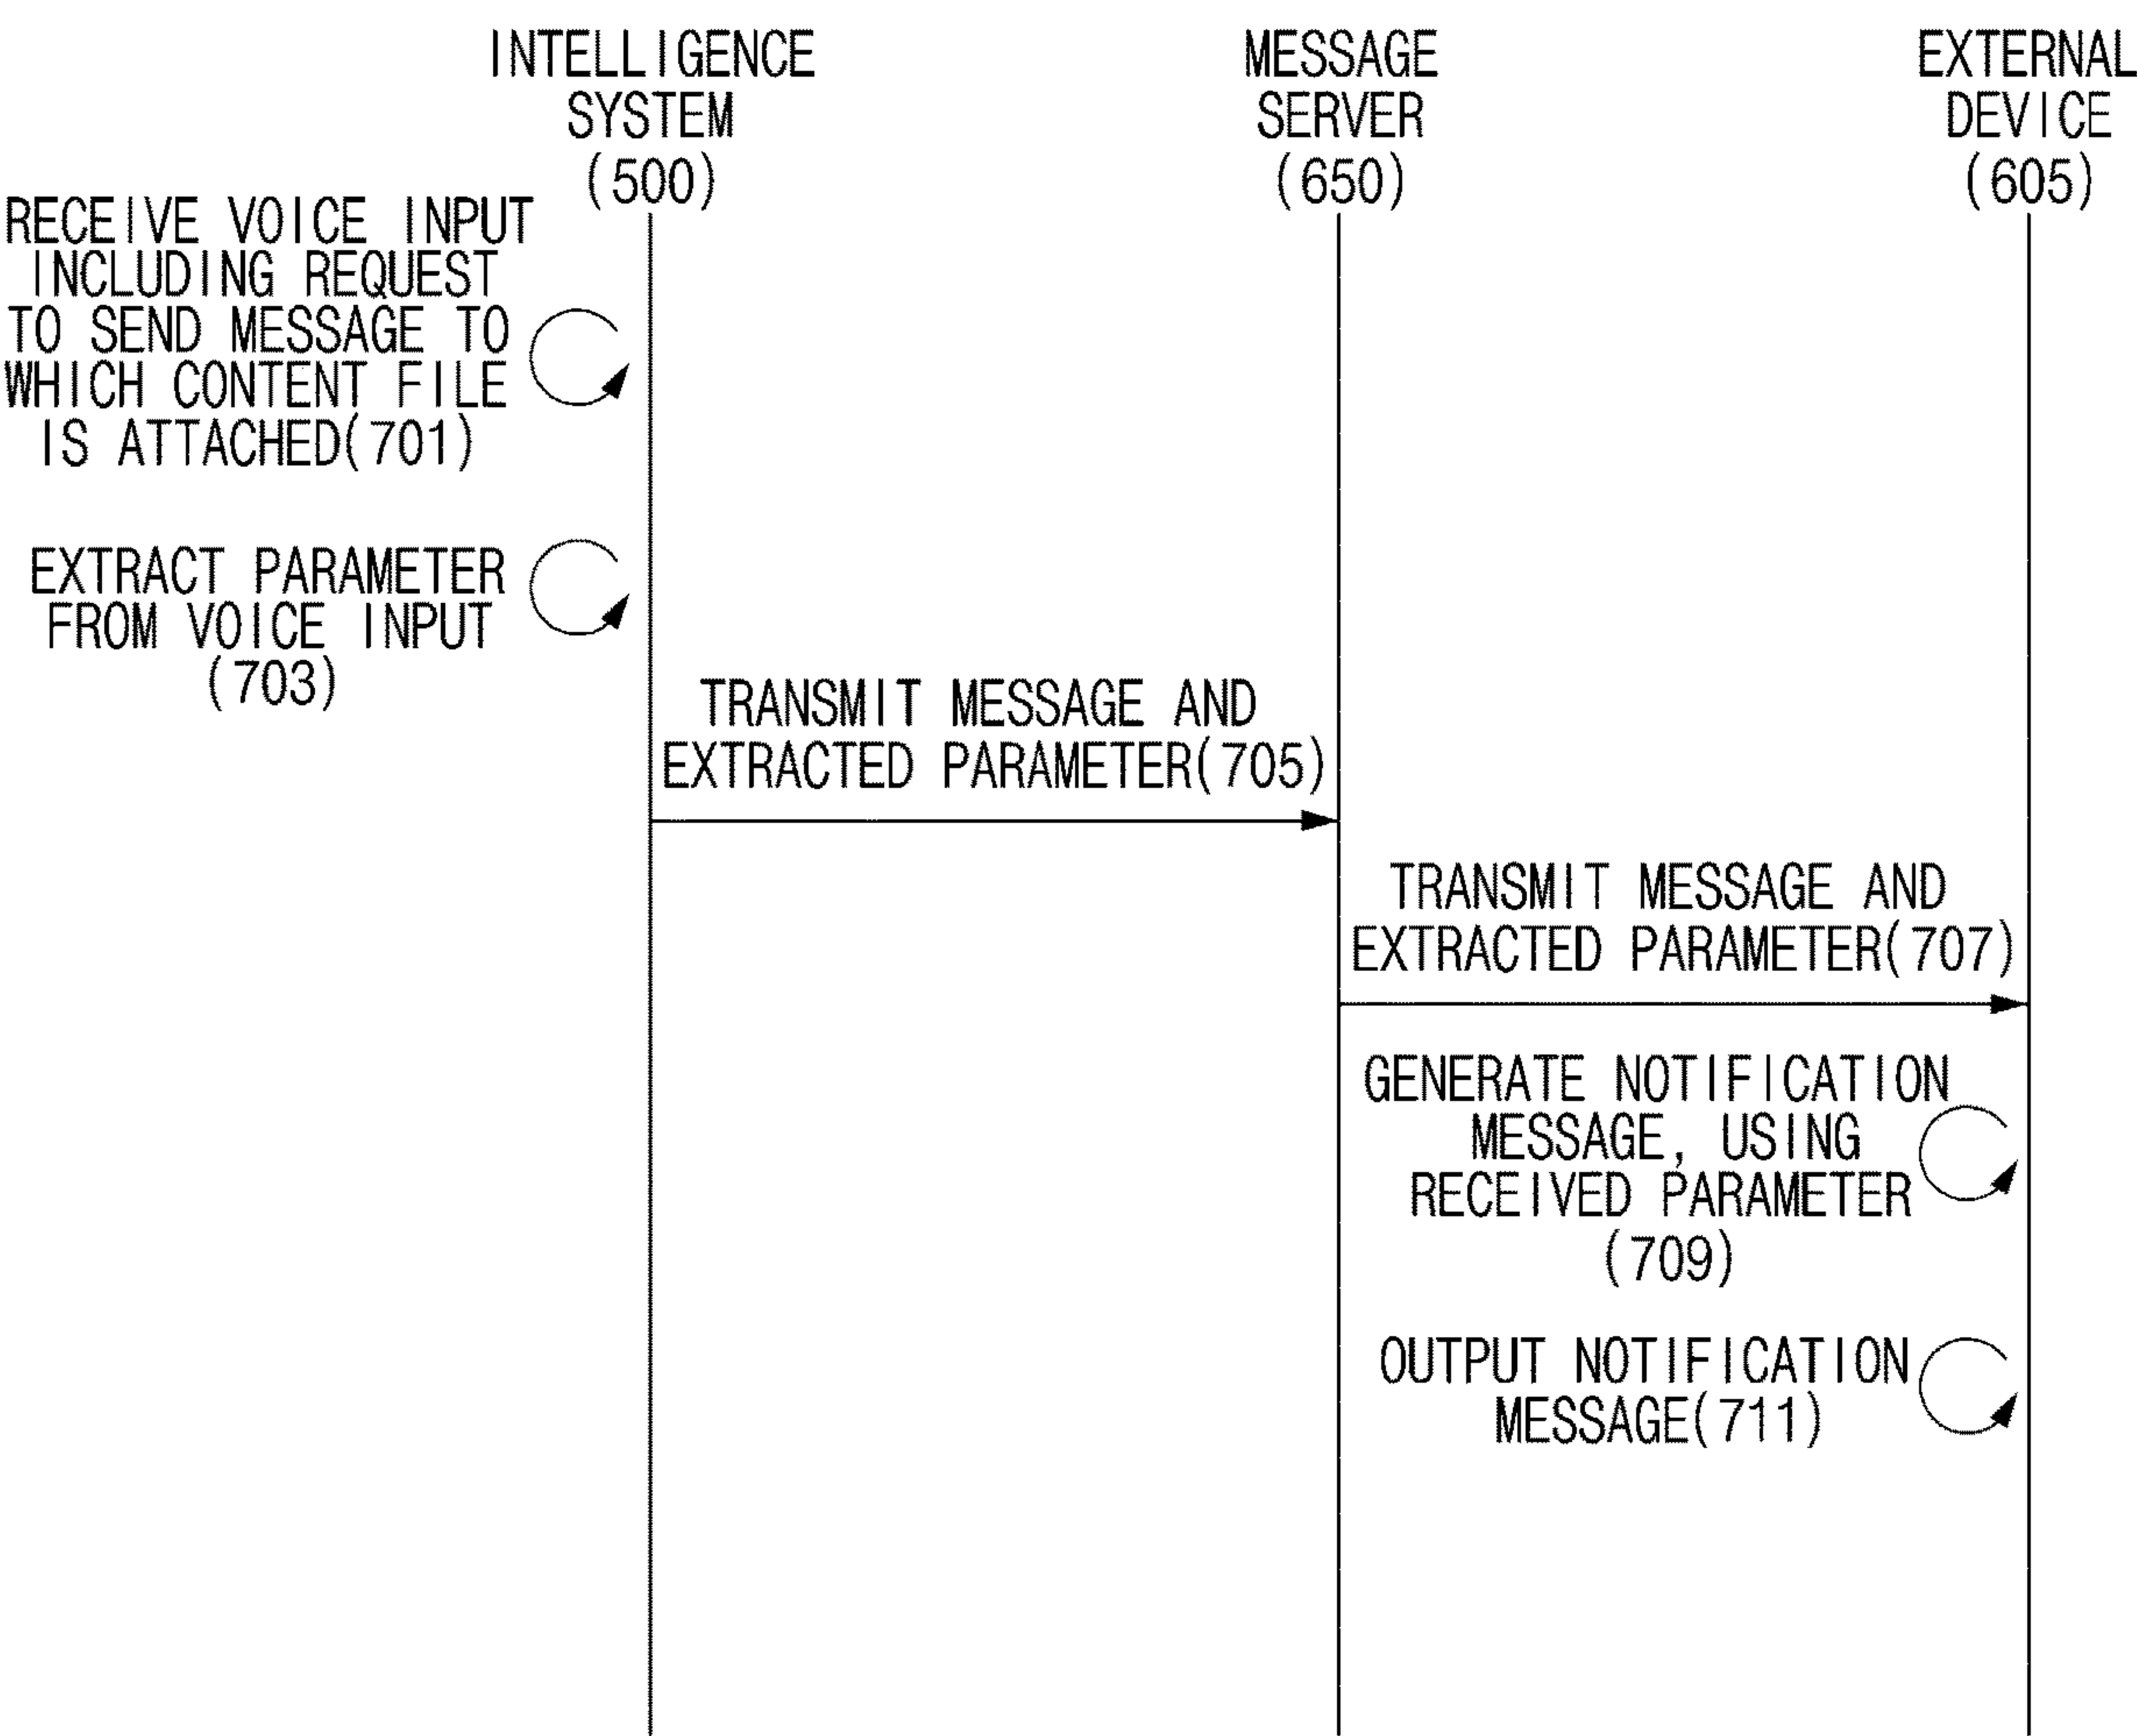 INTELLIGENCE
SYSTEM
(500)
MESSAGE
SERVER
(650)
EXTERNAL
DEVICE
(605)
RECEIVE VOICE INPUT
INCLUDING REQUEST
TO SEND MESSAGE TO
WHICH CONTENT FILE
IS ATTACHED(701)
EXTRACT PARAMETER
FROM VOICE INPUT
(703)
TRANSMIT MESSAGE AND
EXTRACTED PARAMETER(705)
TRANSMIT MESSAGE AND
EXTRACTED PARAMETER(707)
GENERATE NOTIFICATION
MESSAGE, USING
RECEIVED PARAMETER
(709)
OUTPUT NOTIFICATION
MESSAGE(711)